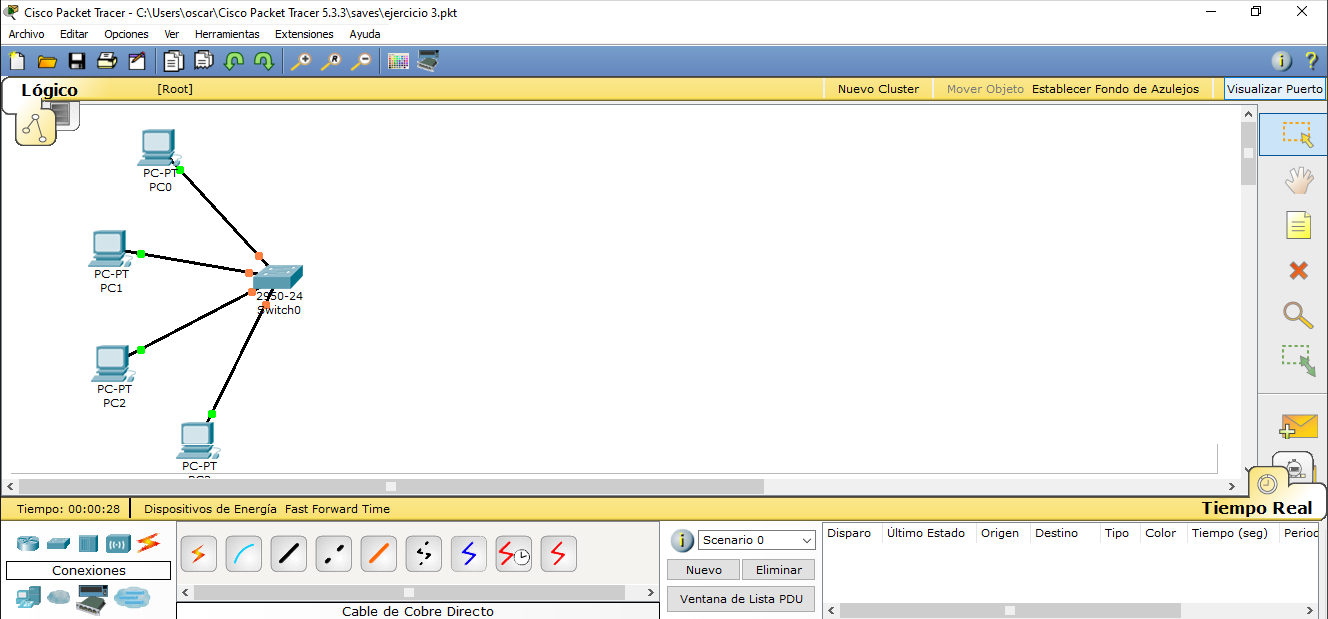 Cisco Packet Tracer - C:\Users\oscar\Cisco Packet Tracer 5.3.3\saves\ejercicio 3.pkt
Archivo Editar Opciones Ver Herramientas Extensiones Ayuda
Lógico [Root] Nuevo Cluster Mover Objeto Establecer Fondo de Azulejos Visualizar Puerto
PC-PT
PC0
PC-PT
PC1
2950-24
Switch0
PC-PT
PC2
PC-PT
Tiempo Real
Tiempo: 00:00:28 Dispositivos de Energía Fast Forward Time
Conexiones
Cable de Cobre Directo
Scenario 0
Nuevo Eliminar
Ventana de Lista PDU
Disparo Último Estado Origen Destino Tipo Color Tiempo (seg) Periodic